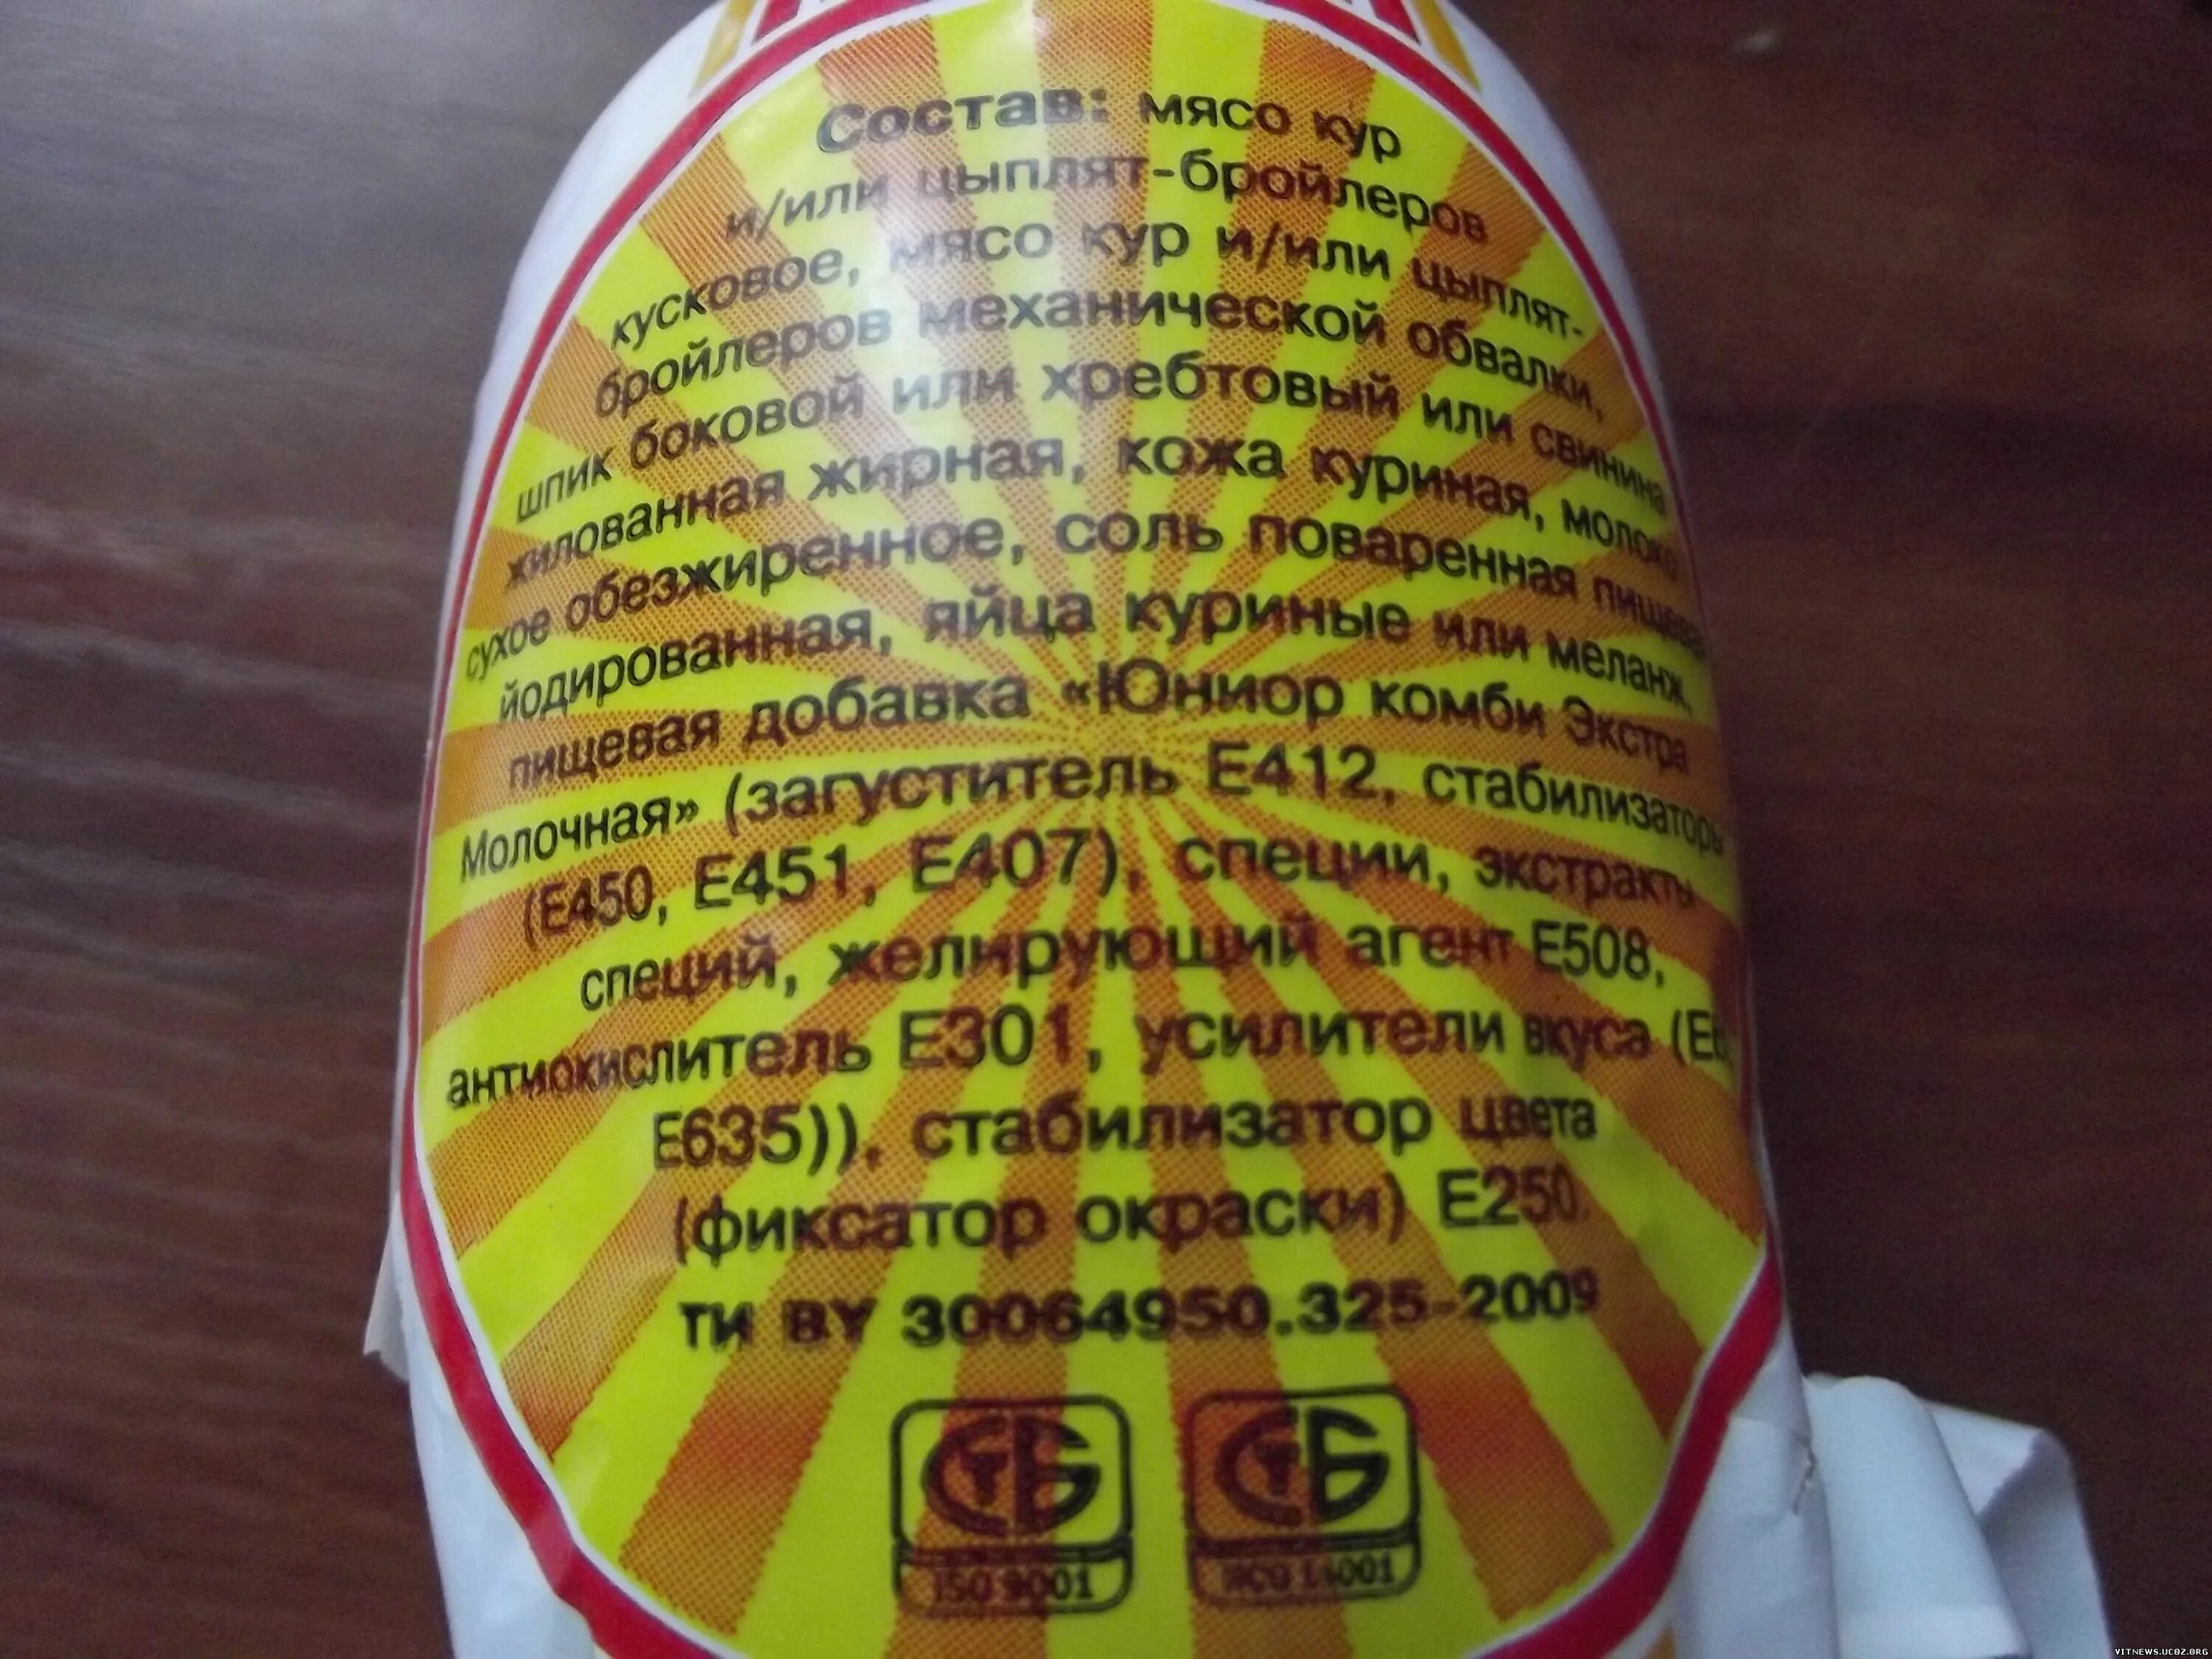 Состав: мясо кур
и/или цыплят-бройлеров
кусковое, мясо кур и/или цыплят-
бройлеров механической обвалки,
шпик боковой или хребтовый или свинина
жилованная жирная, кожа куриная, молоко
сухое обезжиренное, соль поваренная пищевая
йодированная, яйца куриные или меланж,
пищевая добавка «Юниор комби Экстра
Молочная» (загуститель Е412, стабилизаторы
(Е450, Е451, Е407), специи, экстракты
специй, желирующий агент Е508,
антиокислитель Е301, усилители вкуса
Е635)), стабилизатор цвета
(фиксатор окраски) Е250.
ТИ BY 30064950.325-2009
СТБ СТБ
ISO 9001 ИСО 14001
VITNEWS.UCOZ.ORG